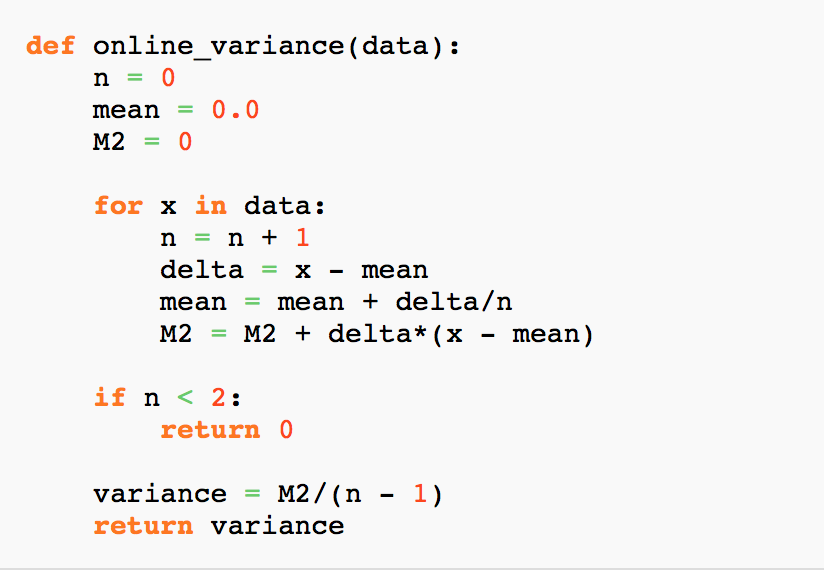 def online_variance(data):
    n = 0
    mean = 0.0
    M2 = 0

    for x in data:
        n = n + 1
        delta = x - mean
        mean = mean + delta/n
        M2 = M2 + delta*(x - mean)

    if n < 2:
        return 0

    variance = M2/(n - 1)
    return variance